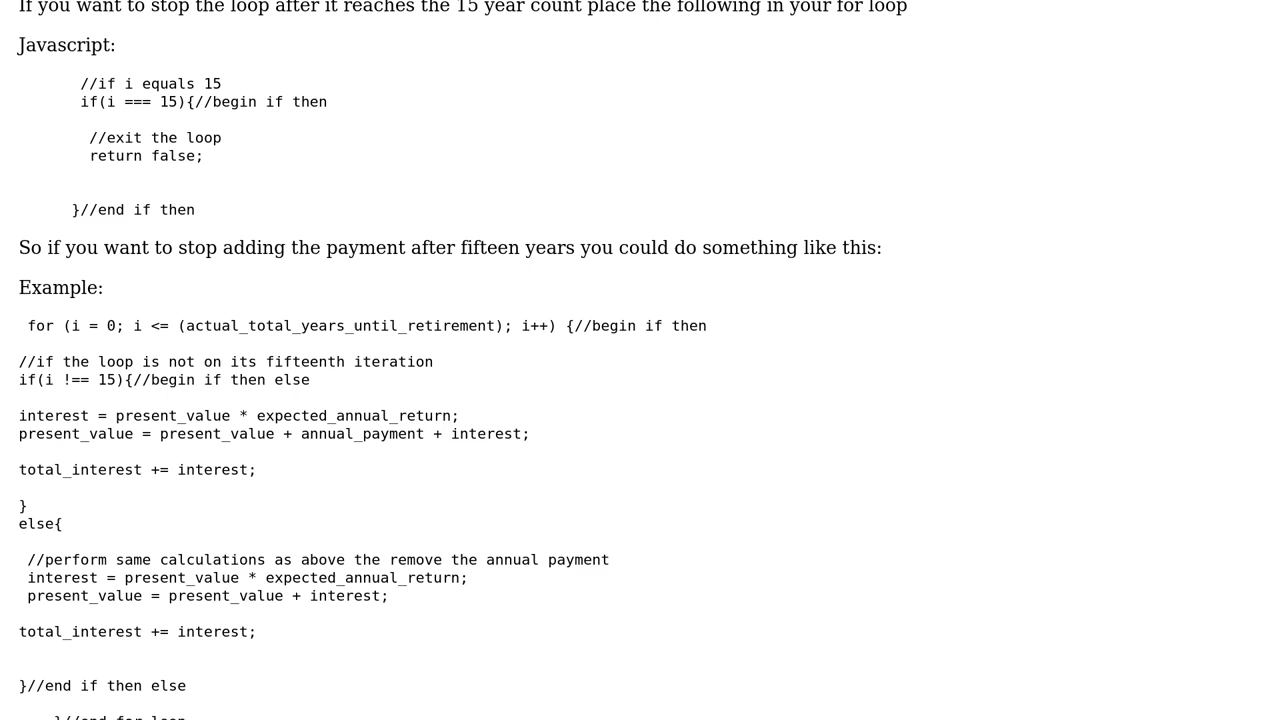 If you want to stop the loop after it reaches the 15 year count place the following in your for loop
Javascript:
//if i equals 15
if(i === 15){//begin if then
//exit the loop
return false;
}//end if then
So if you want to stop adding the payment after fifteen years you could do something like this:
Example:
for (i = 0; i <= (actual_total_years_until_retirement); i++) {//begin if then
//if the loop is not on its fifteenth iteration
if(i !== 15){//begin if then else
interest = present_value * expected_annual_return;
present_value = present_value + annual_payment + interest;
total_interest += interest;
}
else{
//perform same calculations as above the remove the annual payment
interest = present_value * expected_annual_return;
present_value = present_value + interest;
total_interest += interest;
}//end if then else
}//end for loop